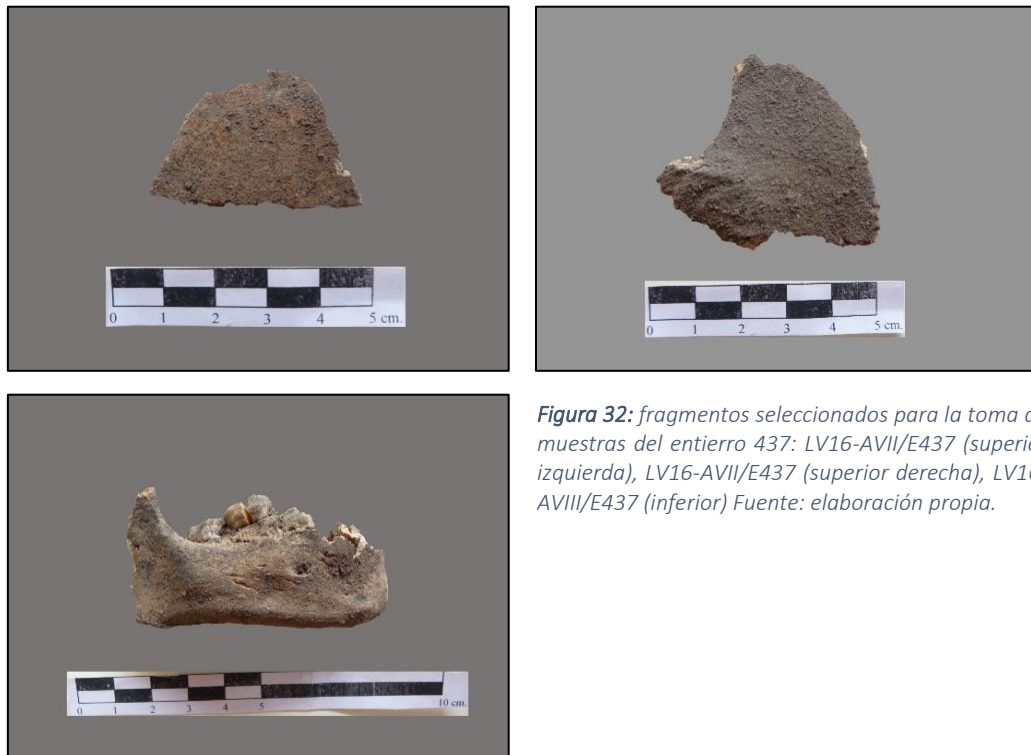 0 1 2 3 4 5 cm.
0 1 2 3 4 5 cm.
Figura 32: fragmentos seleccionados para la toma
muestras del entierro 437: LV16-AVII/E437
izquierda), LV16-AVII/E437 (superior derecha),
AVIII/E437 (inferior) Fuente: elaboración propia.
0 1 2 3 4 5 10 cm.